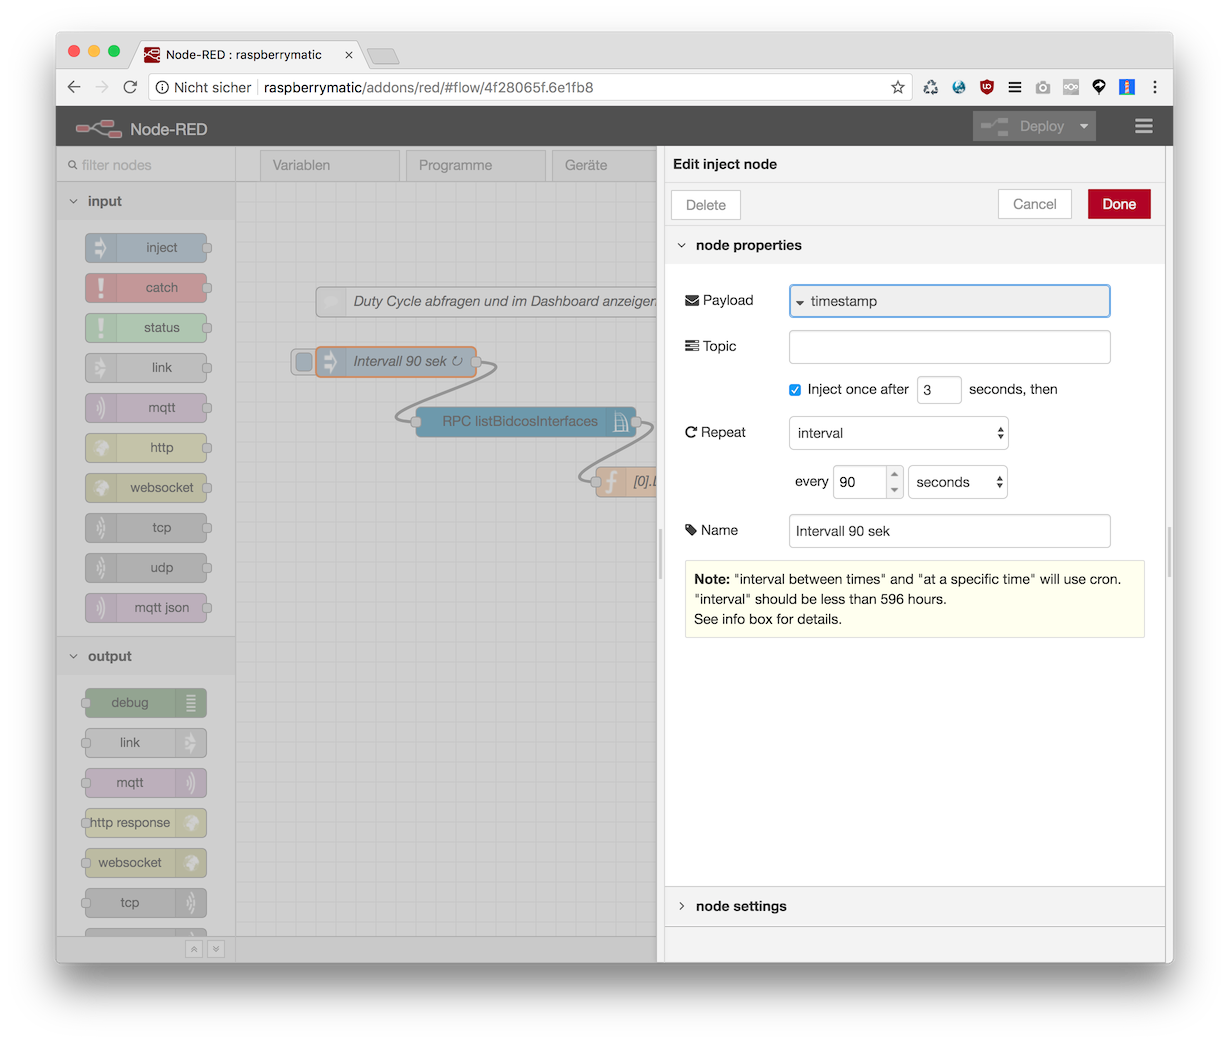 Node-RED : raspberrymatic
Nicht sicher raspberrymatic/addons/red/#flow/4f28065f.6e1fb8
Node-RED
Deploy
filter nodes
input
inject
catch
status
link
mqtt
http
websocket
tcp
udp
mqtt json
output
debug
link
mqtt
http response
websocket
tcp
Variablen
Programme
Geräte
Duty Cycle abfragen und im Dashboard anzeigen
Intervall 90 sek
RPC listBidcosInterfaces
Edit inject node
Delete
Cancel
Done
node properties
Payload timestamp
Topic
Inject once after 3 seconds, then
Repeat interval
every 90 seconds
Name Intervall 90 sek
Note: "interval between times" and "at a specific time" will use cron.
"interval" should be less than 596 hours.
See info box for details.
node settings